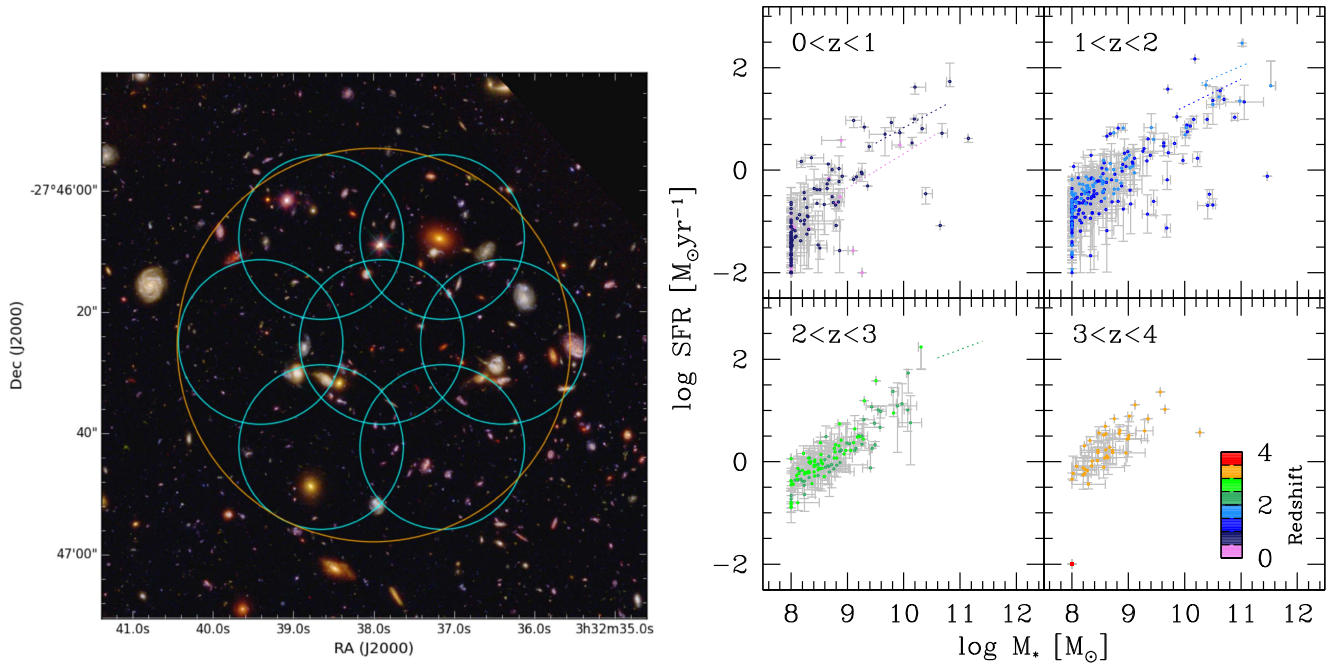 -27°46'00"
20"
40"
47'00"
Dec (J2000)
41.0s 40.0s 39.0s 38.0s 37.0s 36.0s 3h32m35.0s
RA (J2000)
log SFR [M⊙yr⁻¹]
0<z<1
1<z<2
2
0
-2
2<z<3
3<z<4
2
0
-2
4
2
0
Redshift
8 9 10 11 12 8 9 10 11 12
log M* [M⊙]